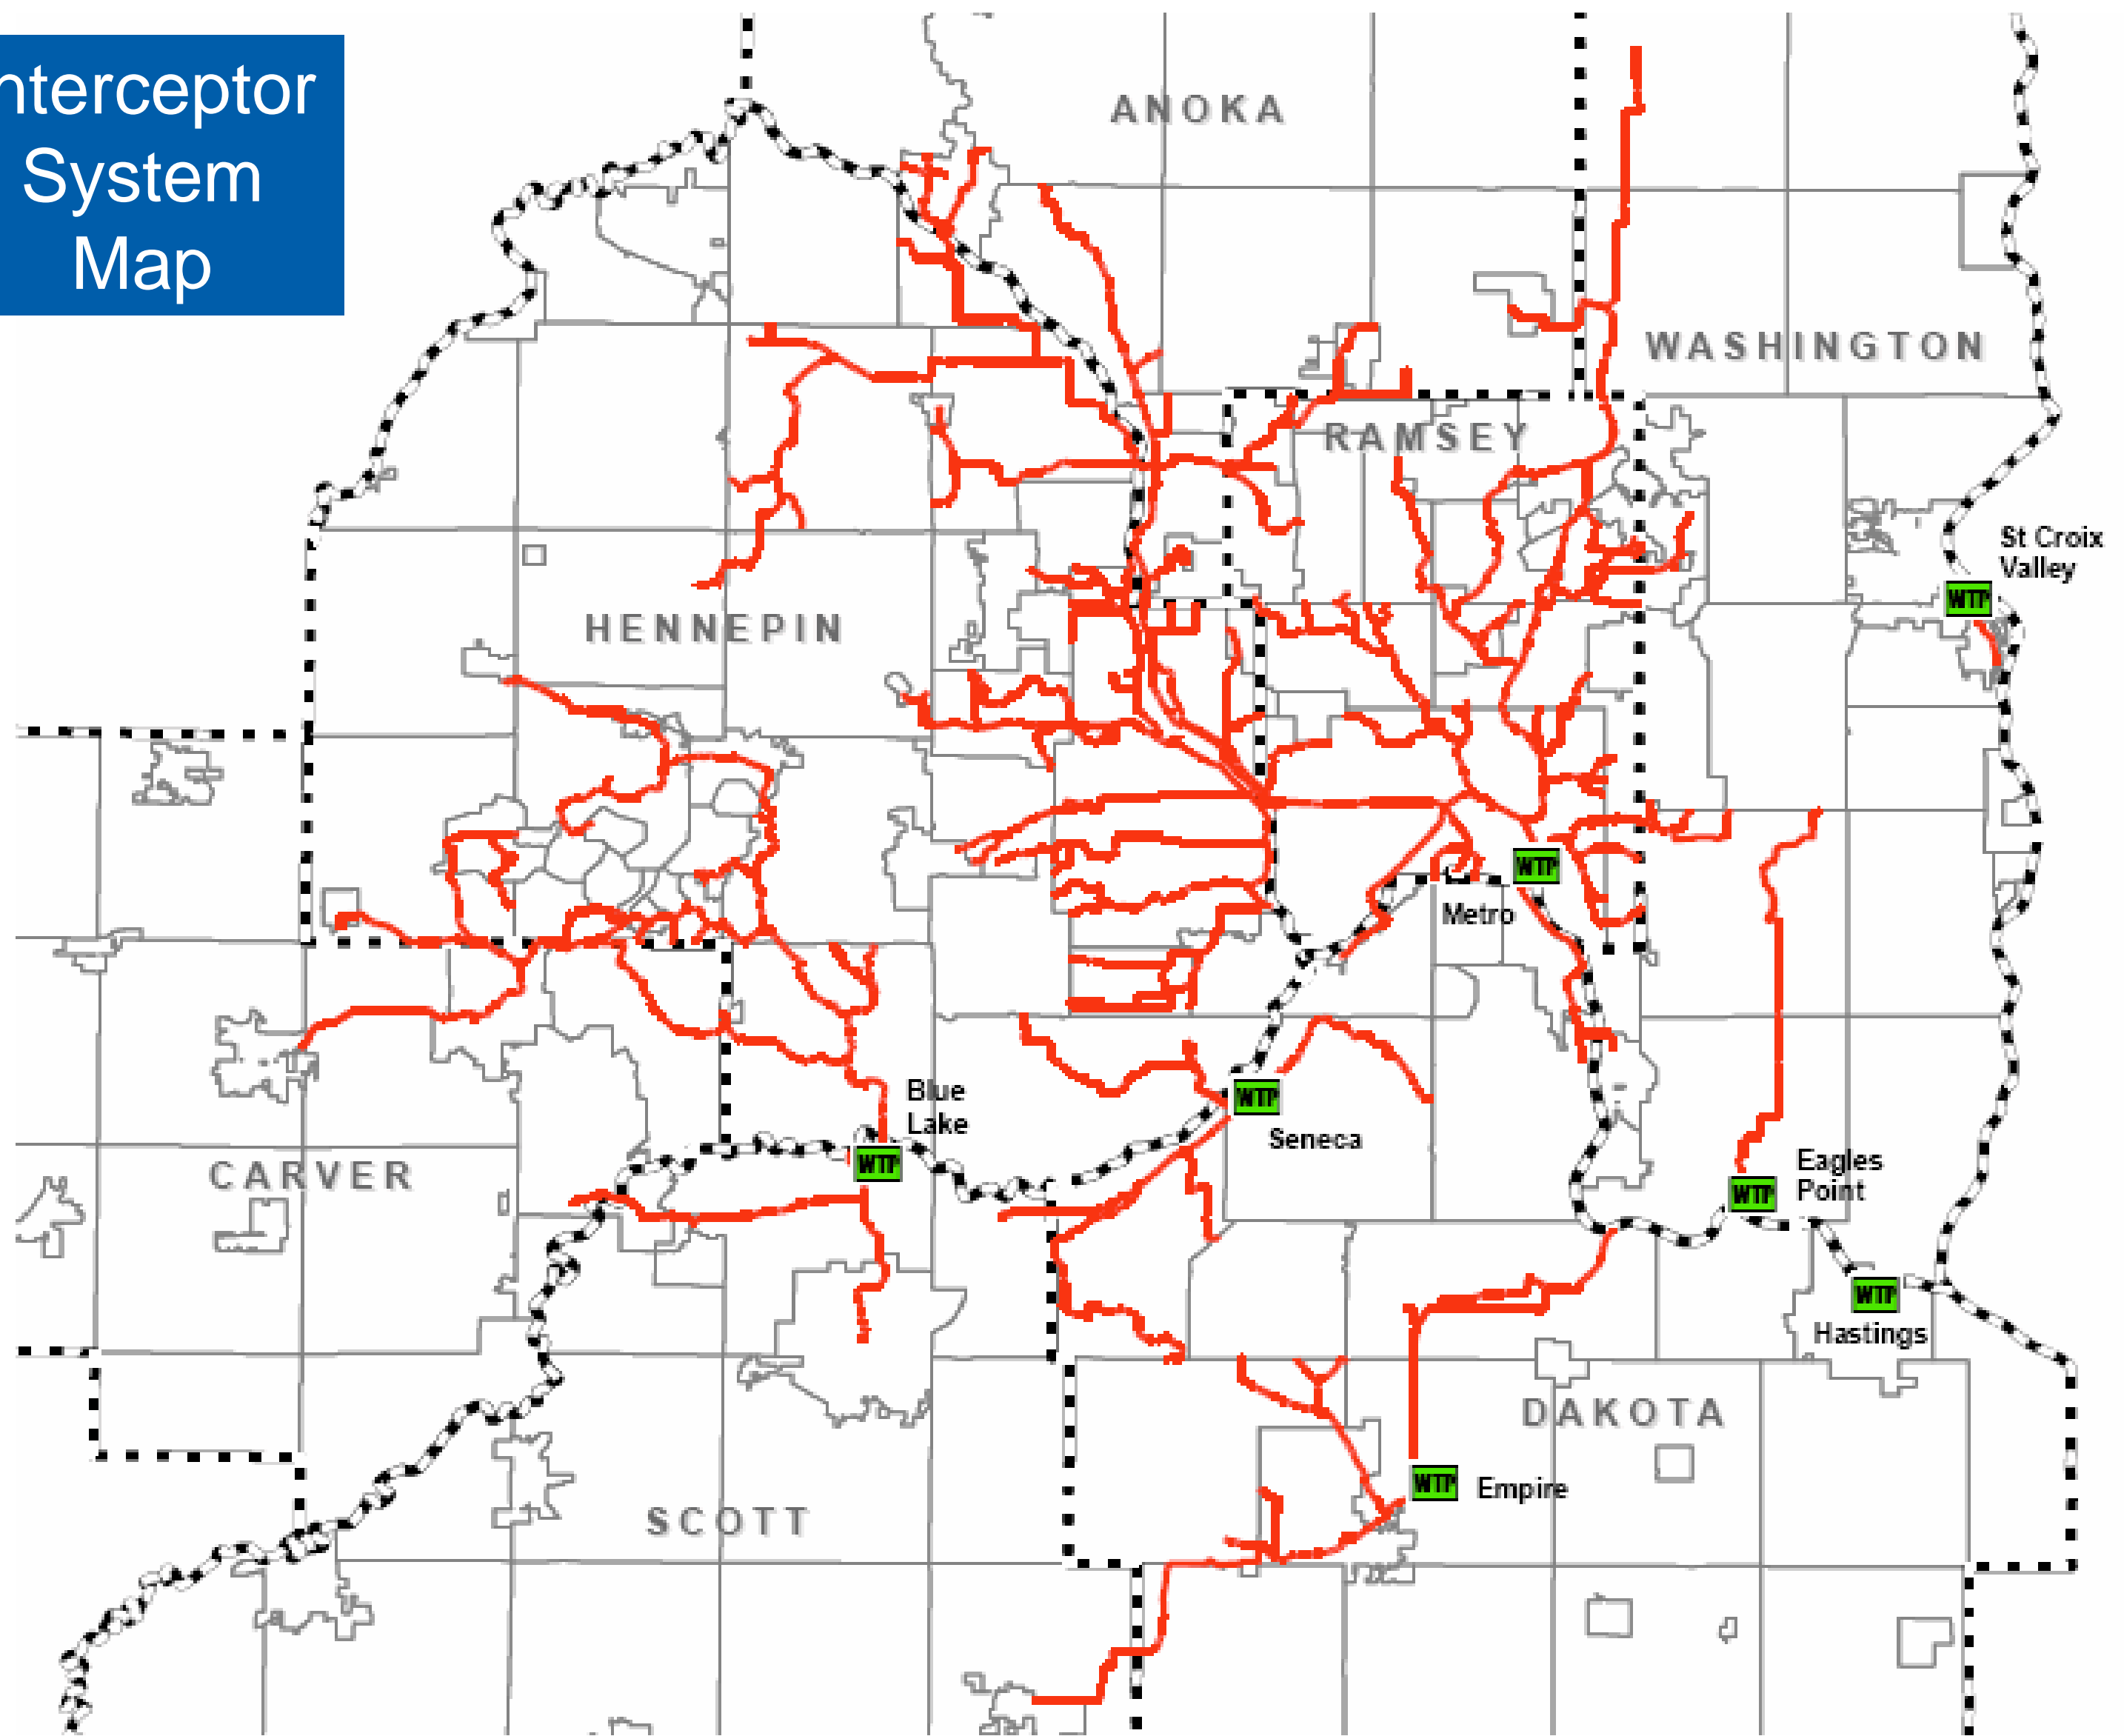 nterceptor
System
Map
ANOKA
WASHINGTON
RAMSEY
St Croix
Valley
WTP
HENNEPIN
WTP
Metro
Blue
Lake
WTP
Seneca
WTP
CARVER
Eagles
Point
WTP
WTP
Hastings
DAKOTA
WTP
Empire
SCOTT